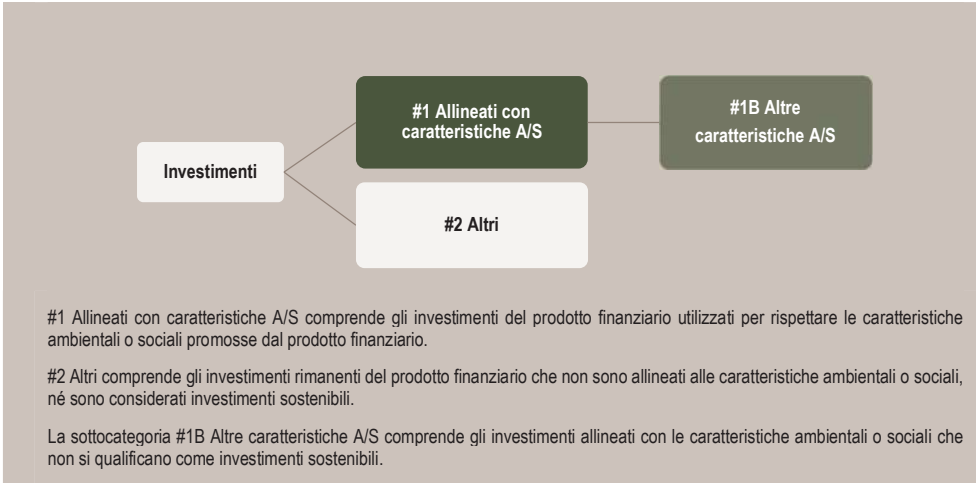 #1 Allineati con
caratteristiche A/S
#1B Altre
caratteristiche A/S
Investimenti
#2 Altri
#1 Allineati con caratteristiche A/S comprende gli investimenti del prodotto finanziario utilizzati per rispettare le caratteristiche
ambientali o sociali promosse dal prodotto finanziario.
#2 Altri comprende gli investimenti rimanenti del prodotto finanziario che non sono allineati alle caratteristiche ambientali o sociali,
né sono considerati investimenti sostenibili.
La sottocategoria #1B Altre caratteristiche A/S comprende gli investimenti allineati con le caratteristiche ambientali o sociali che
non si qualificano come investimenti sostenibili.